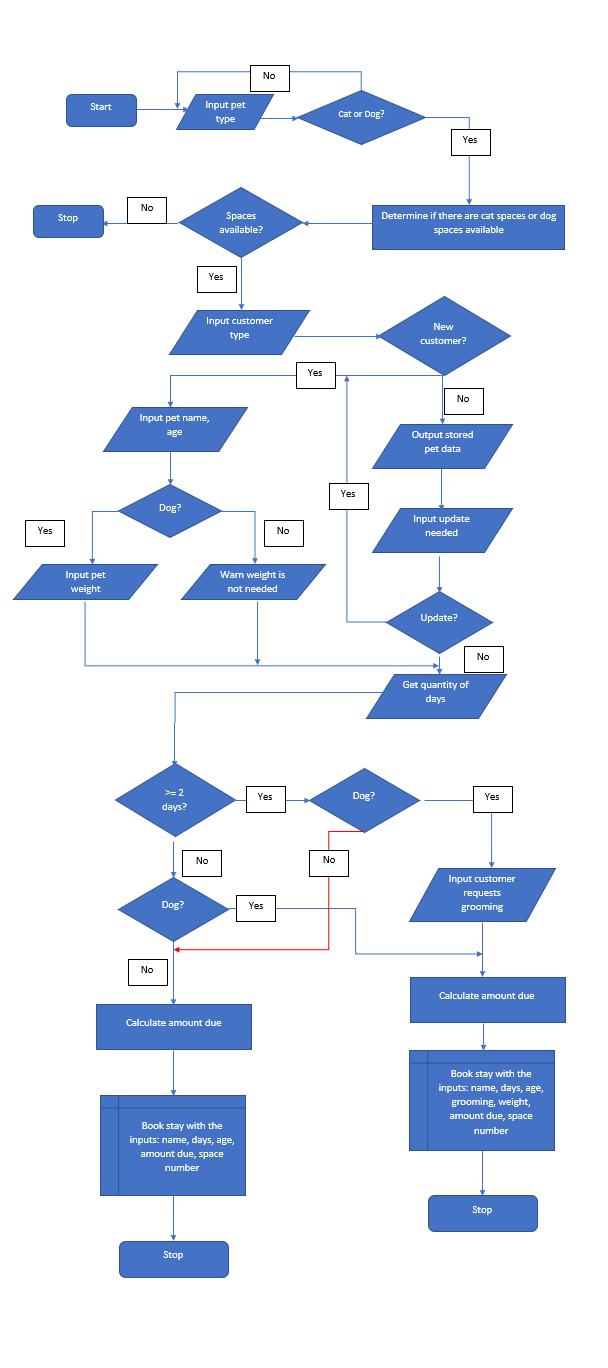 No
Start
Input pet
type
Cat or Dog?
Yes
Stop
No
Spaces
available?
Determine if there are cat spaces or dog
spaces available
Yes
Input customer
type
New
customer?
Yes
No
Input pet name,
age
Output stored
pet data
Yes
Dog?
Yes
No
Input update
needed
Input pet
weight
Warn weight is
not needed
Update?
No
Get quantity of
days
>= 2
days?
Yes
Dog?
Yes
No
No
Dog?
Yes
Input customer
requests
grooming
No
Calculate amount due
Calculate amount due
Book stay with the
inputs: name, days, age,
grooming, weight,
amount due, space
number
Book stay with the
inputs: name, days, age,
amount due, space
number
Stop
Stop